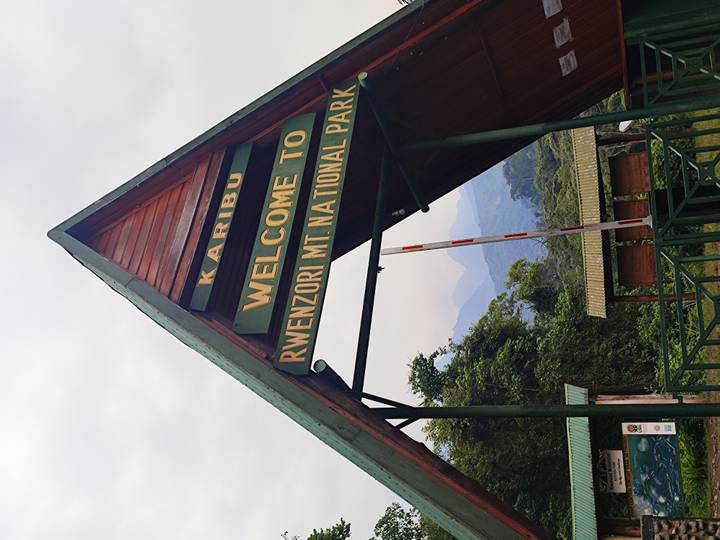 KARIBU
WELCOME TO
RWENZORI MT. NATIONAL PARK